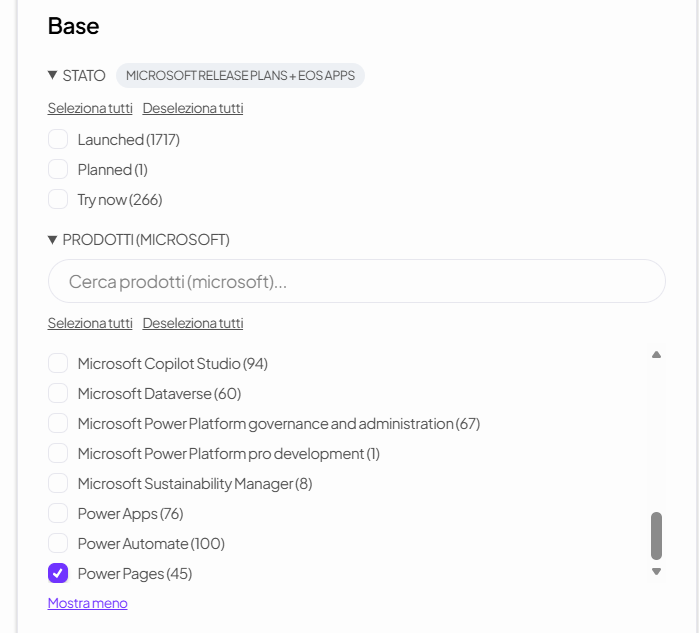 Base
STATO MICROSOFT RELEASE PLANS + EOS APPS
Seleziona tutti Deseleziona tutti
Launched (1717)
Planned (1)
Try now (266)
PRODOTTI (MICROSOFT)
Cerca prodotti (microsoft)...
Seleziona tutti Deseleziona tutti
Microsoft Copilot Studio (94)
Microsoft Dataverse (60)
Microsoft Power Platform governance and administration (67)
Microsoft Power Platform pro development (1)
Microsoft Sustainability Manager (8)
Power Apps (76)
Power Automate (100)
Power Pages (45)
Mostra meno